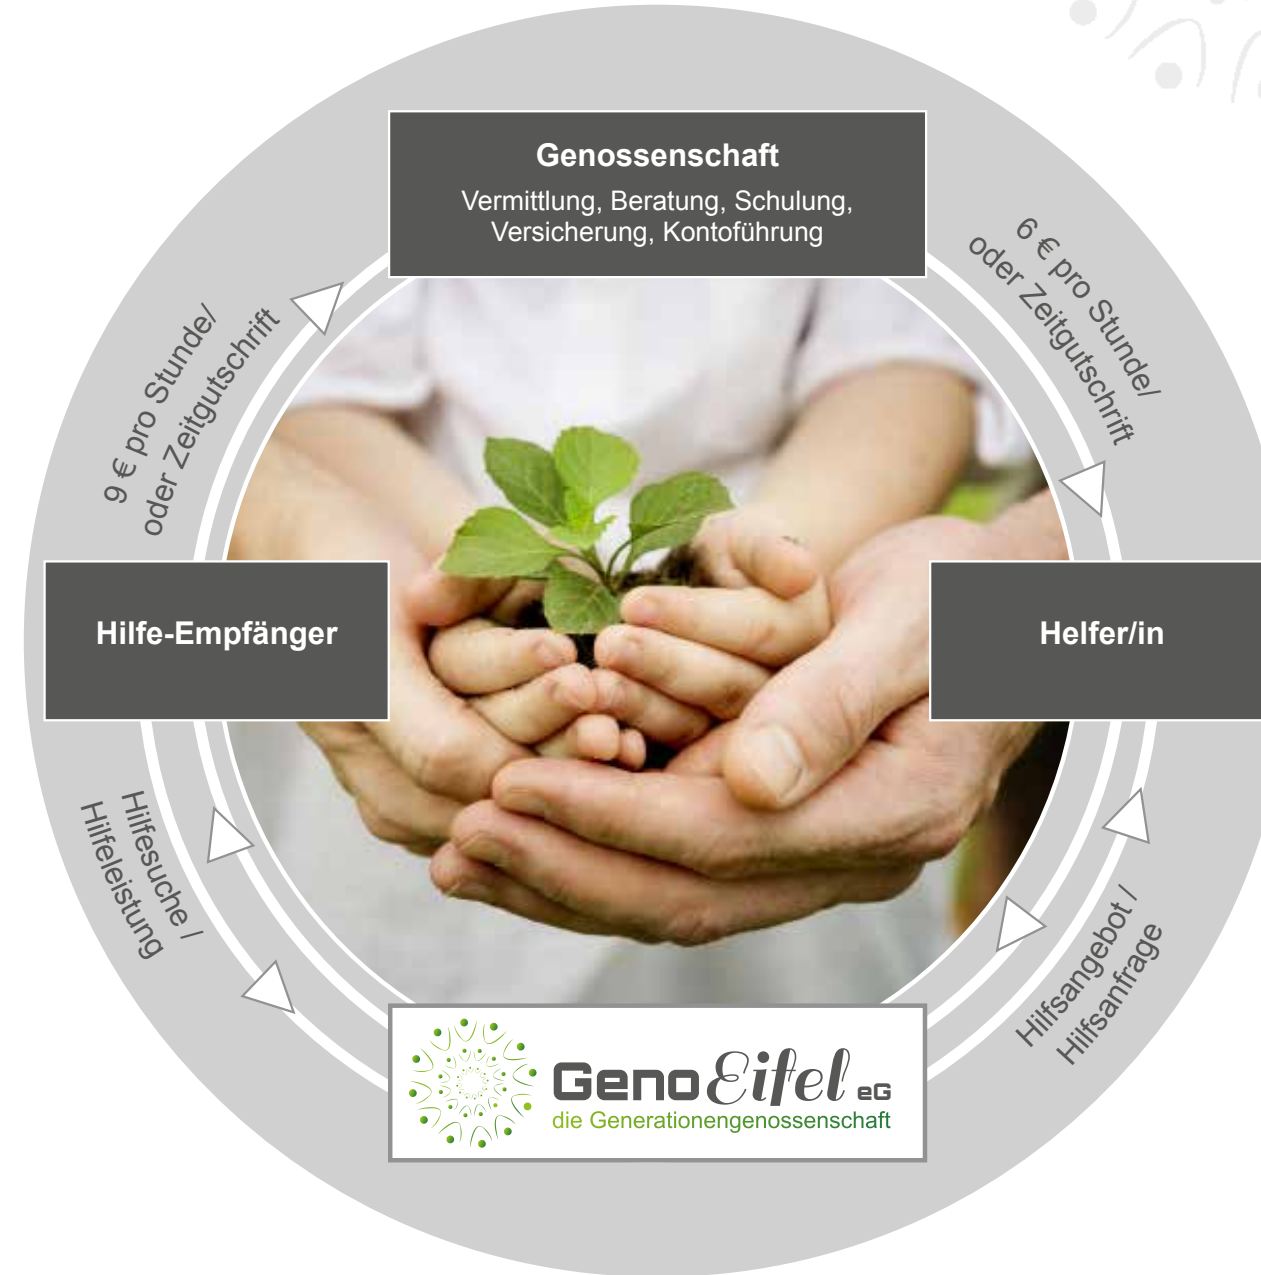 Genossenschaft
Vermittlung, Beratung, Schulung,
Versicherung, Kontoführung
9 € pro Stunde/
oder Zeitgutschrift
6 € pro Stunde/
oder Zeitgutschrift
Hilfe-Empfänger
Helfer/in
Hilfesuche /
Hilfeleistung
Hilfsangebot /
Hilfsanfrage
GenoEifel eG
die Generationengenossenschaft